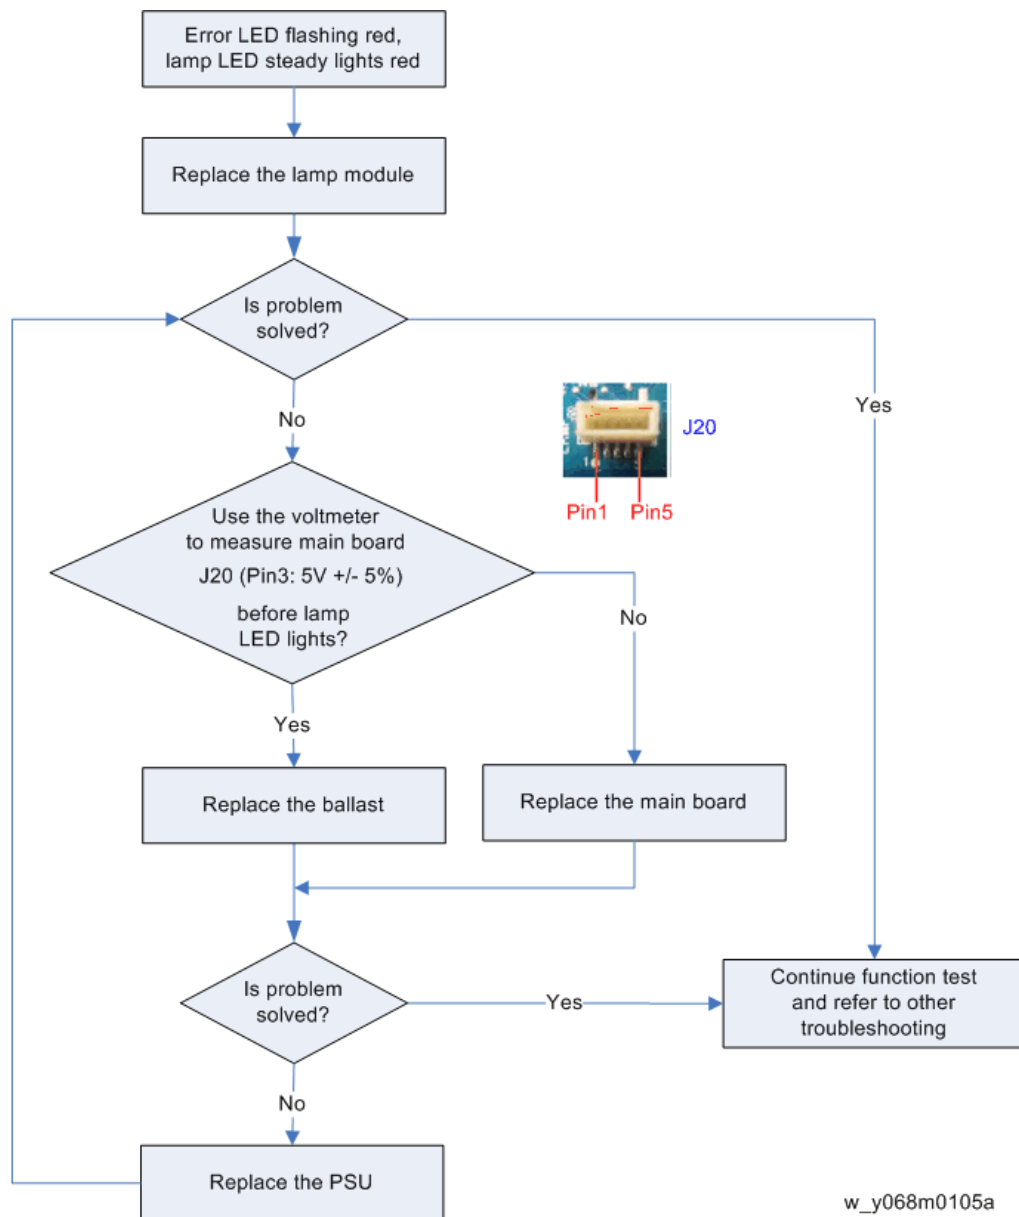 Error LED flashing red,
lamp LED steady lights red
Replace the lamp module
Is problem
solved?
Yes
No
J20
Pin1
Pin5
Use the voltmeter
to measure main board
J20 (Pin3: 5V +/- 5%)
before lamp
LED lights?
No
Yes
Replace the ballast
Replace the main board
Is problem
solved?
Yes
Continue function test
and refer to other
troubleshooting
No
Replace the PSU
w_y068m0105a